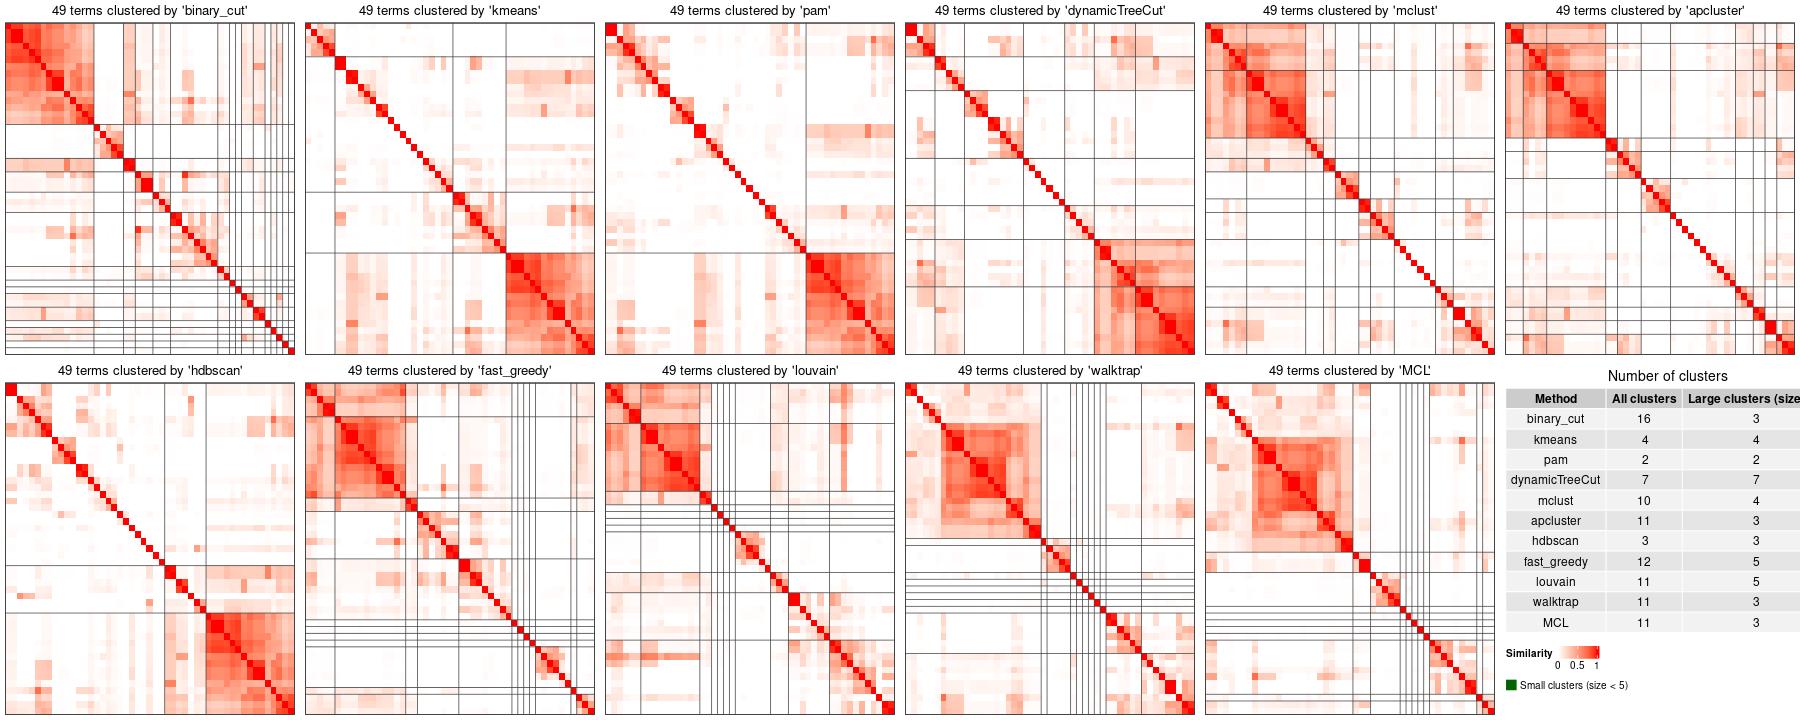 49 terms clustered by 'binary_cut'
49 terms clustered by 'kmeans'
49 terms clustered by 'pam'
49 terms clustered by 'dynamicTreeCut'
49 terms clustered by 'mclust'
49 terms clustered by 'apcluster'
49 terms clustered by 'hdbscan'
49 terms clustered by 'fast_greedy'
49 terms clustered by 'louvain'
49 terms clustered by 'walktrap'
49 terms clustered by 'MCL'
Number of clusters
Method All clusters Large clusters (size
binary_cut 16 3
kmeans 4 4
pam 2 2
dynamicTreeCut 7 7
mclust 10 4
apcluster 11 3
hdbscan 3 3
fast_greedy 12 5
louvain 11 5
walktrap 11 3
MCL 11 3
Similarity
0 0.5 1
Small clusters (size < 5)